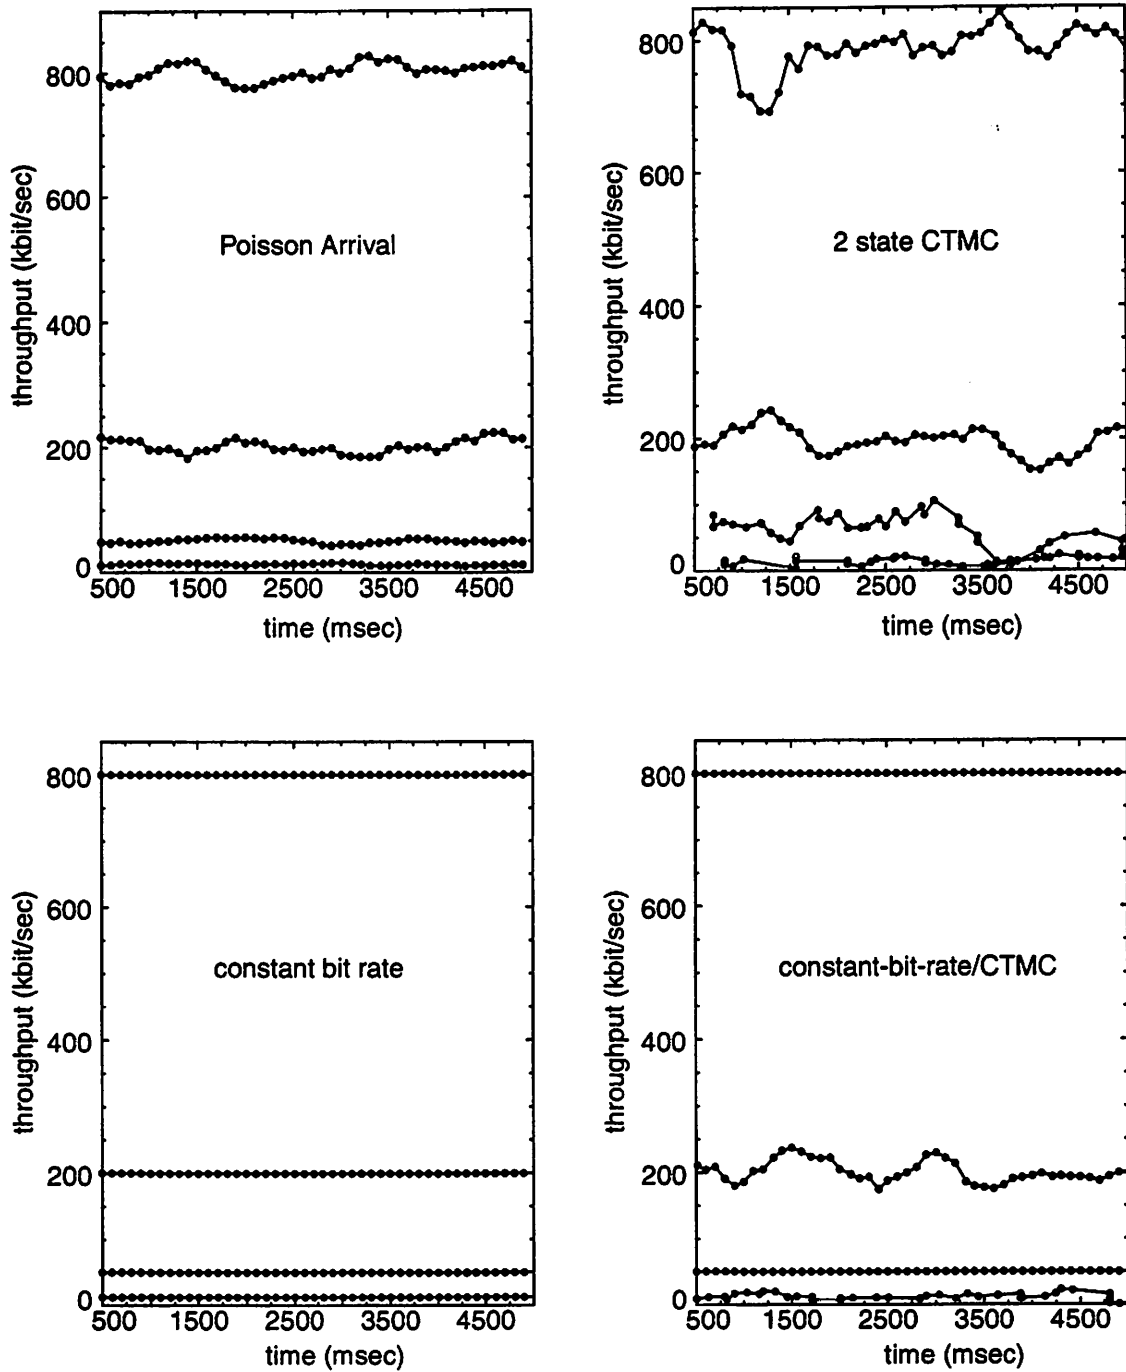 throughput (kbit/sec)
800
600
400
200
0
Poisson Arrival
500 1500 2500 3500 4500
time (msec)
throughput (kbit/sec)
800
600
400
200
0
2 state CTMC
500 1500 2500 3500 4500
time (msec)
throughput (kbit/sec)
800
600
400
200
0
constant bit rate
500 1500 2500 3500 4500
time (msec)
throughput (kbit/sec)
800
600
400
200
0
constant-bit-rate/CTMC
500 1500 2500 3500 4500
time (msec)